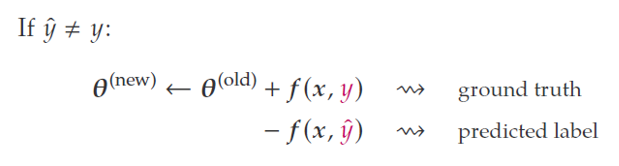 If ŷ ≠ y:
θ^(new) ← θ^(old) + f(x, y) ⇝ ground truth
− f(x, ŷ) ⇝ predicted label